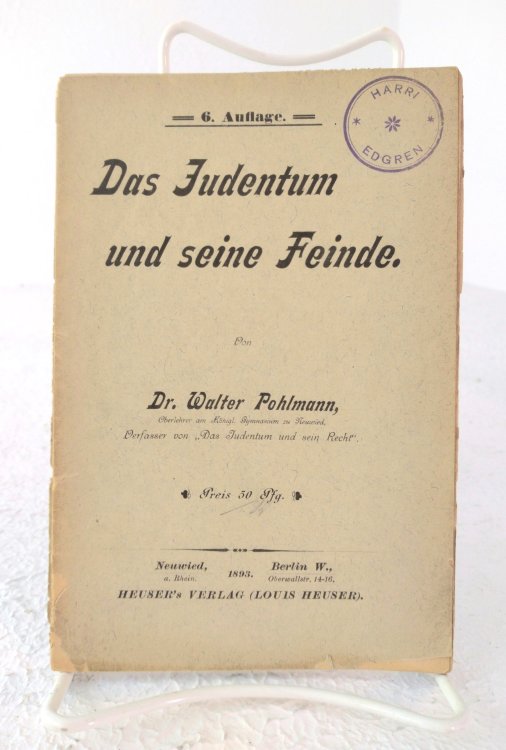 6. Auflage.
HARRI
EDGREN
Das Judentum
und seine Feinde.
Von
Dr. Walter Pohlmann,
Oberlehrer am Königl. Gymnasium zu Neuwied,
Verfasser von „Das Judentum und sein Recht“.
Preis 50 Pfg.
Neuwied, 1893. Berlin W.,
a. Rhein. Oberwallstr. 14-16.
HEUSER's VERLAG (LOUIS HEUSER).